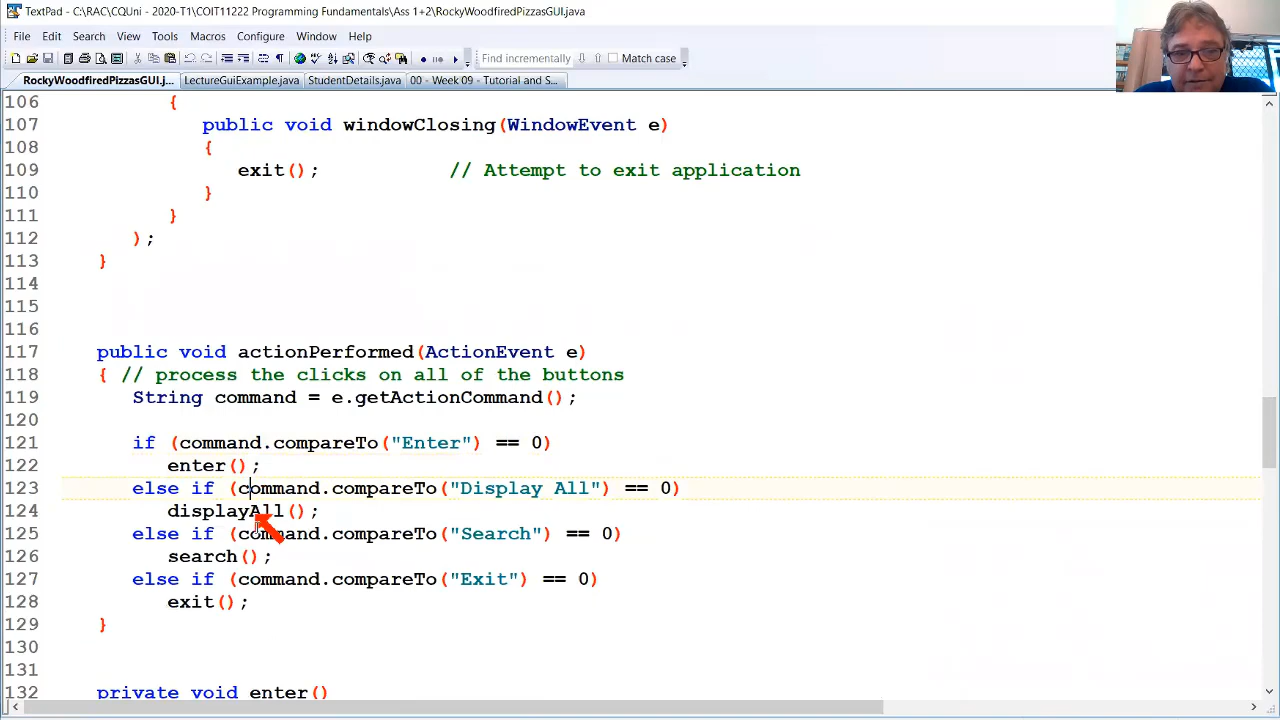 TextPad - C:\RAC\CQUni - 2020-T1\COIT11222 Programming Fundamentals\Ass 1+2\RockyWoodfiredPizzasGUI.java
File Edit Search View Tools Macros Configure Window Help
Find incrementally Match case
RockyWoodfiredPizzasGUI.j... LectureGuiExample.java StudentDetails.java 00 - Week 09 - Tutorial and S...
106 {
107 public void windowClosing(WindowEvent e)
108 {
109 exit(); // Attempt to exit application
110 }
111 }
112 );
113 }
114
115
116
117 public void actionPerformed(ActionEvent e)
118 { // process the clicks on all of the buttons
119 String command = e.getActionCommand();
120
121 if (command.compareTo("Enter") == 0)
122 enter();
123 else if (command.compareTo("Display All") == 0)
124 displayAll();
125 else if (command.compareTo("Search") == 0)
126 search();
127 else if (command.compareTo("Exit") == 0)
128 exit();
129 }
130
131
132 private void enter()